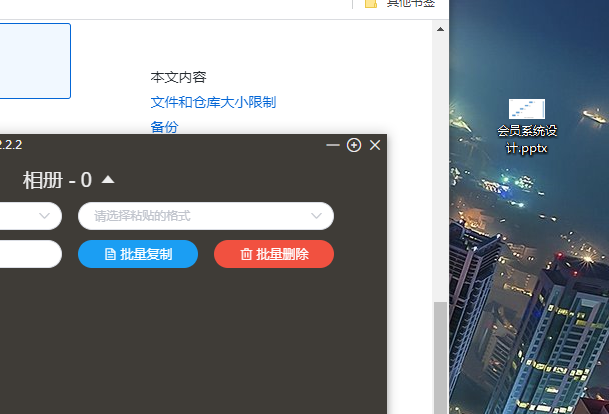 其他书签
本文内容
文件和仓库大小限制
备份
2.2.2
相册 - 0
请选择粘贴的格式
批量复制
批量删除
会员系统设
计.pptx